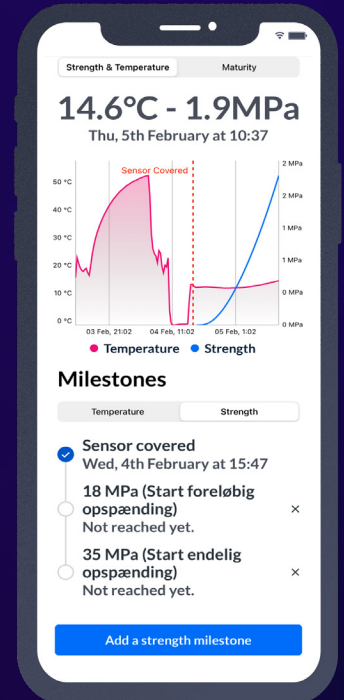 Strength & Temperature
Maturity
14.6°C - 1.9MPa
Thu, 5th February at 10:37
Sensor Covered
50 °C
40 °C
30 °C
20 °C
10 °C
0 °C
2 MPa
2 MPa
1 MPa
1 MPa
0 MPa
0 MPa
03 Feb, 21:02
04 Feb, 11:02
05 Feb, 1:02
Temperature
Strength
Milestones
Temperature
Strength
Sensor covered
Wed, 4th February at 15:47
18 MPa (Start foreløbig
opspænding)
Not reached yet.
35 MPa (Start endelig
opspænding)
Not reached yet.
Add a strength milestone